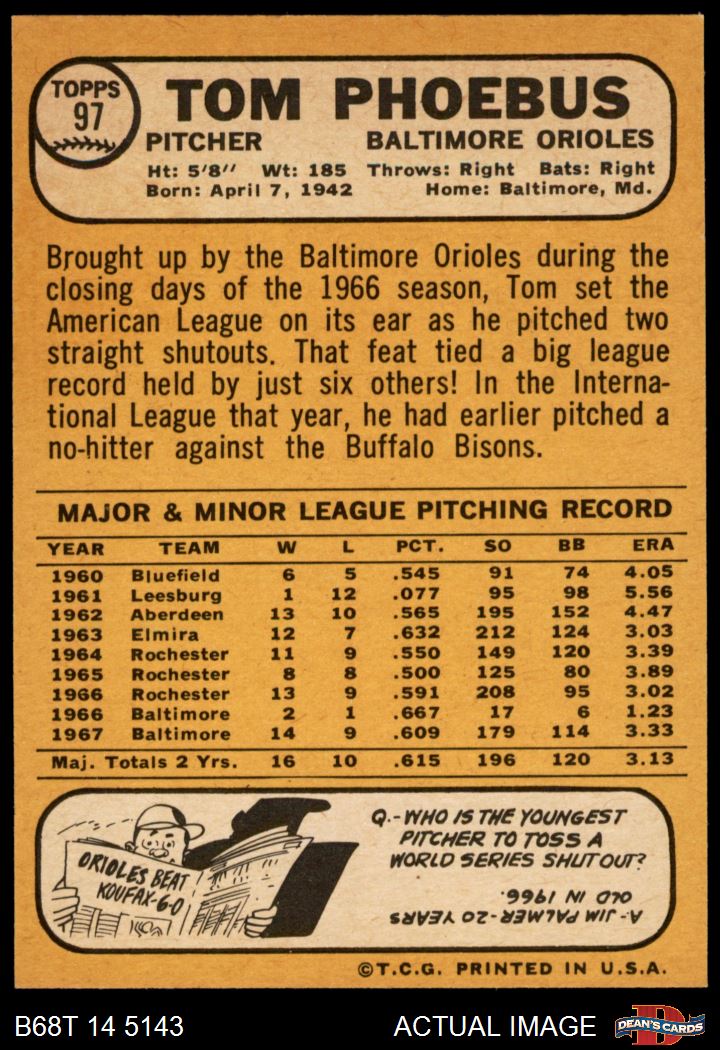 TOPPS
97
TOM PHOEBUS
PITCHER BALTIMORE ORIOLES
Ht: 5'8'' Wt: 185 Throws: Right Bats: Right
Born: April 7, 1942 Home: Baltimore, Md.
Brought up by the Baltimore Orioles during the
closing days of the 1966 season, Tom set the
American League on its ear as he pitched two
straight shutouts. That feat tied a big league
record held by just six others! In the Interna-
tional League that year, he had earlier pitched a
no-hitter against the Buffalo Bisons.
MAJOR & MINOR LEAGUE PITCHING RECORD
YEAR TEAM W L PCT. SO BB ERA
1960 Bluefield 6 5 .545 91 74 4.05
1961 Leesburg 1 12 .077 95 98 5.56
1962 Aberdeen 13 10 .565 195 152 4.47
1963 Elmira 12 7 .632 212 124 3.03
1964 Rochester 11 9 .550 149 120 3.39
1965 Rochester 8 8 .500 125 80 3.89
1966 Rochester 13 9 .591 208 95 3.02
1966 Baltimore 2 1 .667 17 6 1.23
1967 Baltimore 14 9 .609 179 114 3.33
Maj. Totals 2 Yrs. 16 10 .615 196 120 3.13
ORIOLES BEAT
KOUFAX-6-0
Q.-WHO IS THE YOUNGEST
PITCHER TO TOSS A
WORLD SERIES SHUTOUT?
A-JIM PALMER-20 YEARS
OLD IN 1966.
©T.C.G. PRINTED IN U.S.A.
B68T 14 5143 ACTUAL IMAGE
DEAN'S CARDS